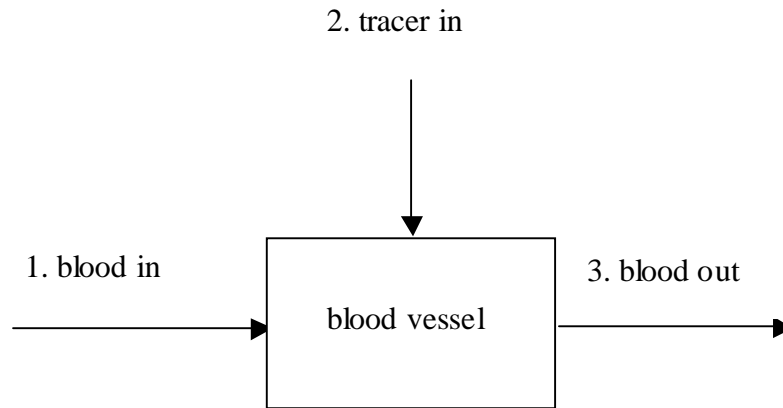 2. tracer in
1. blood in
3. blood out
blood vessel